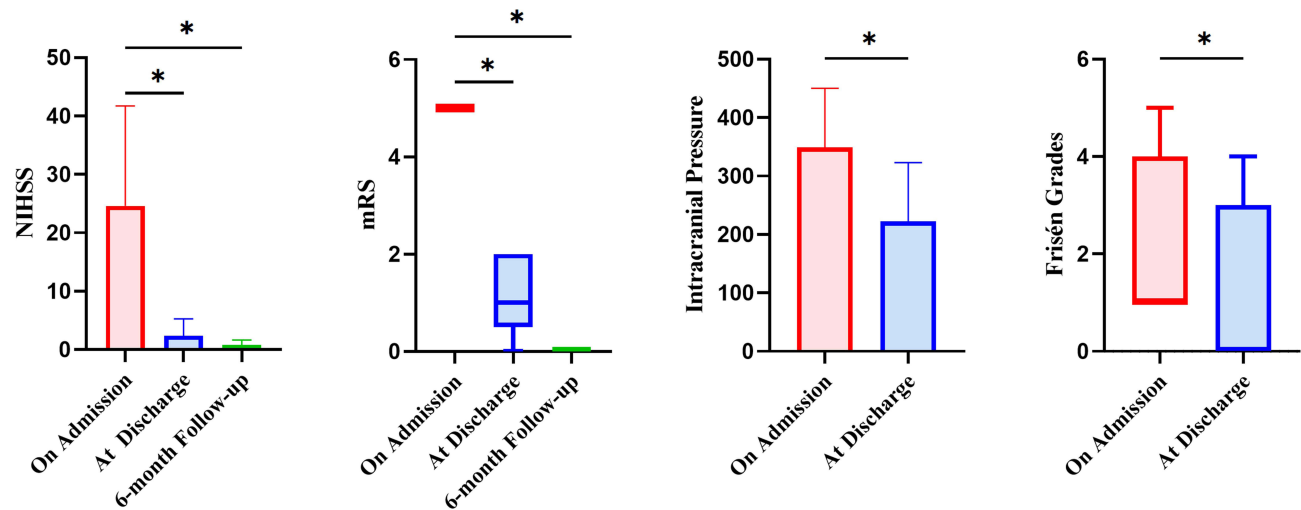 *
*
NIHSS
50
40
30
20
10
0
On Admission
At Discharge
6-month Follow-up
*
*
mRS
6
4
2
0
On Admission
At Discharge
6-month Follow-up
*
Intracranial Pressure
500
400
300
200
100
0
On Admission
At Discharge
*
Frisén Grades
6
4
2
0
On Admission
At Discharge